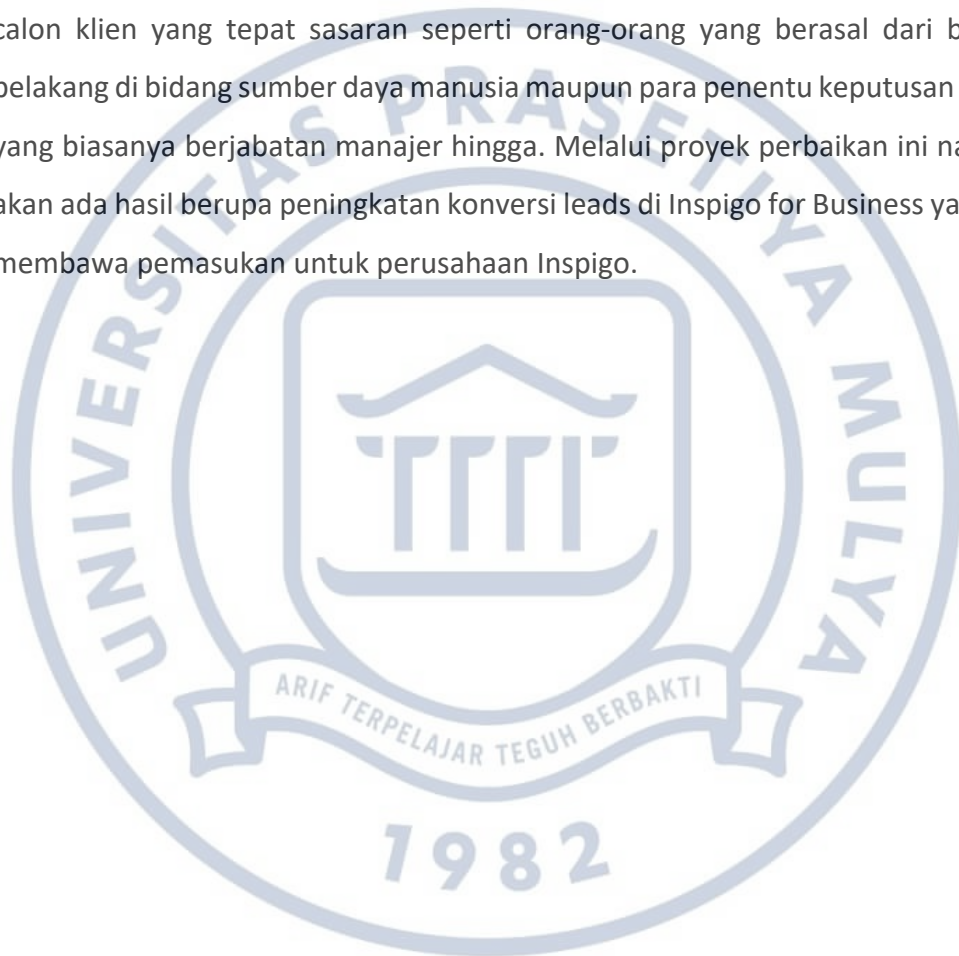 calon klien yang tepat sasaran seperti orang-orang yang berasal dari b
belakang di bidang sumber daya manusia maupun para penentu keputusan
yang biasanya berjabatan manajer hingga. Melalui proyek perbaikan ini na
akan ada hasil berupa peningkatan konversi leads di Inspigo for Business ya
membawa pemasukan untuk perusahaan Inspigo.
UNIVERSITAS PRASETIYA MULYA
ARIF TERPELAJAR TEGUH BERBAKTI
1982